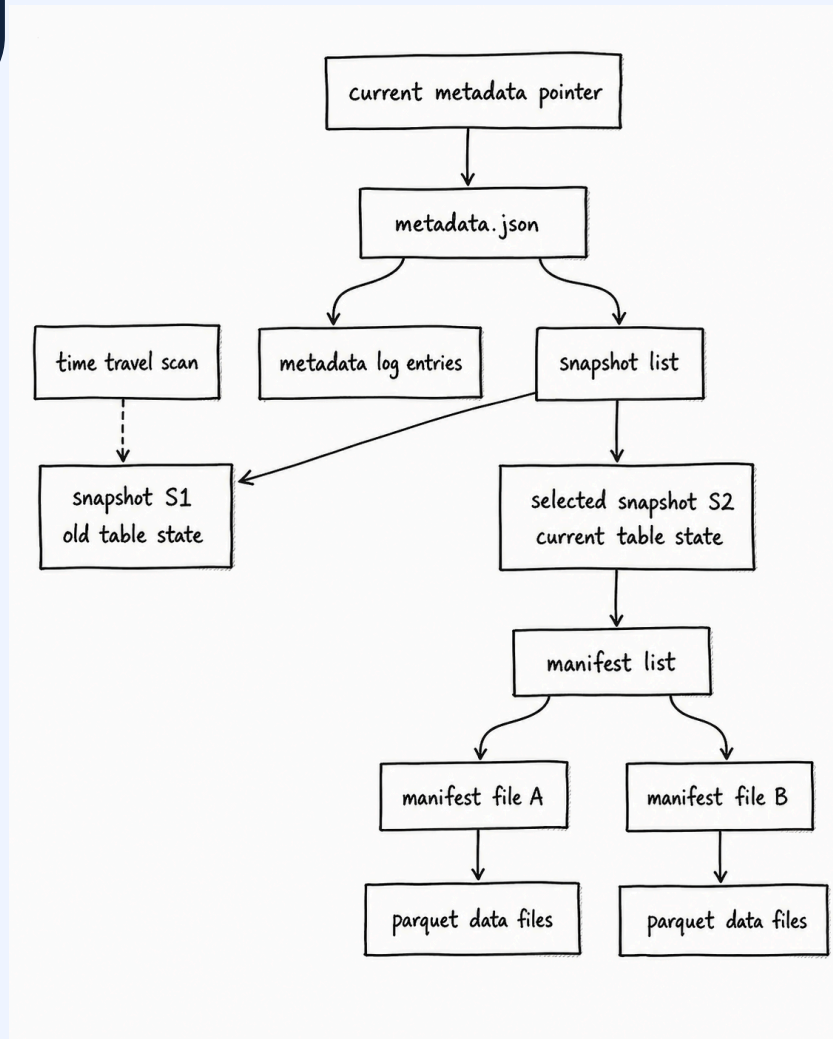 current metadata pointer
metadata.json
time travel scan
metadata log entries
snapshot list
snapshot S1
old table state
selected snapshot S2
current table state
manifest list
manifest file A
manifest file B
parquet data files
parquet data files